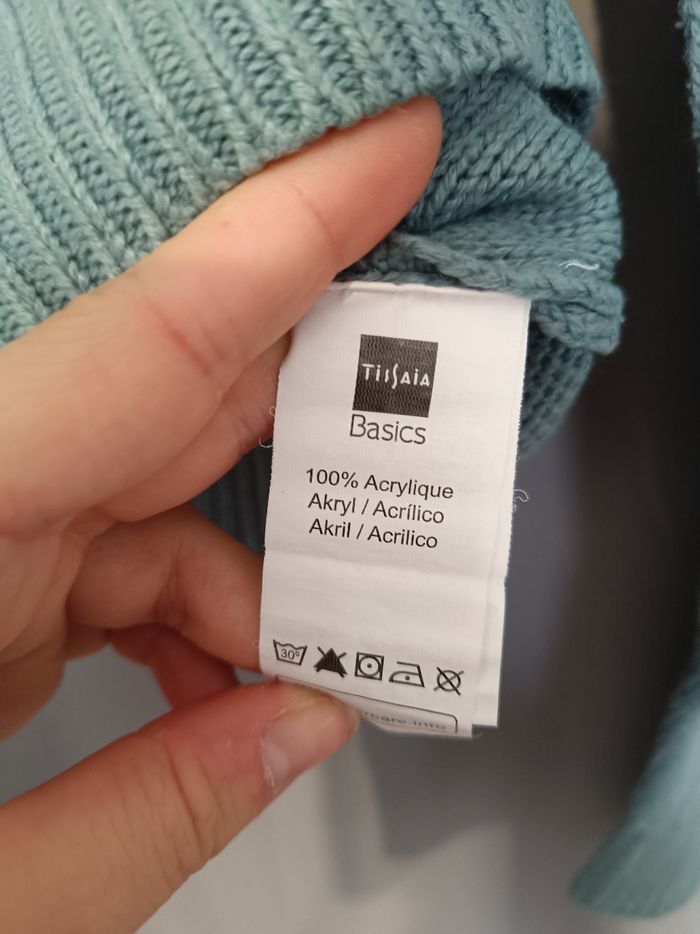 TISSAIA
Basics
100% Acrylique
Akryl / Acrílico
Akril / Acrilico
30°